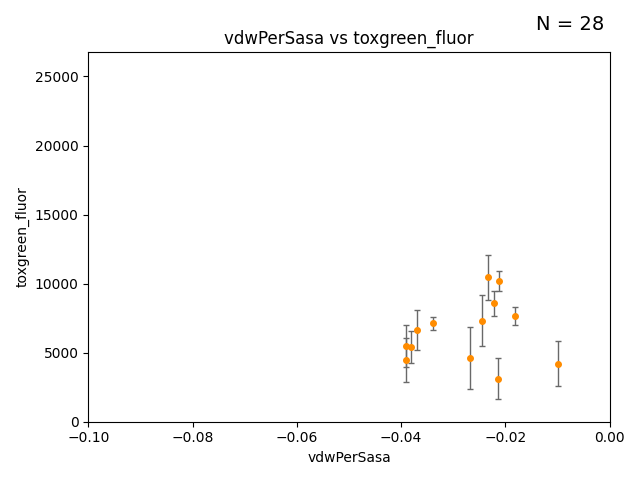 N = 28
vdwPerSasa vs toxgreen_fluor
25000
20000
15000
10000
5000
0
toxgreen_fluor
−0.10 −0.08 −0.06 −0.04 −0.02 0.00
vdwPerSasa